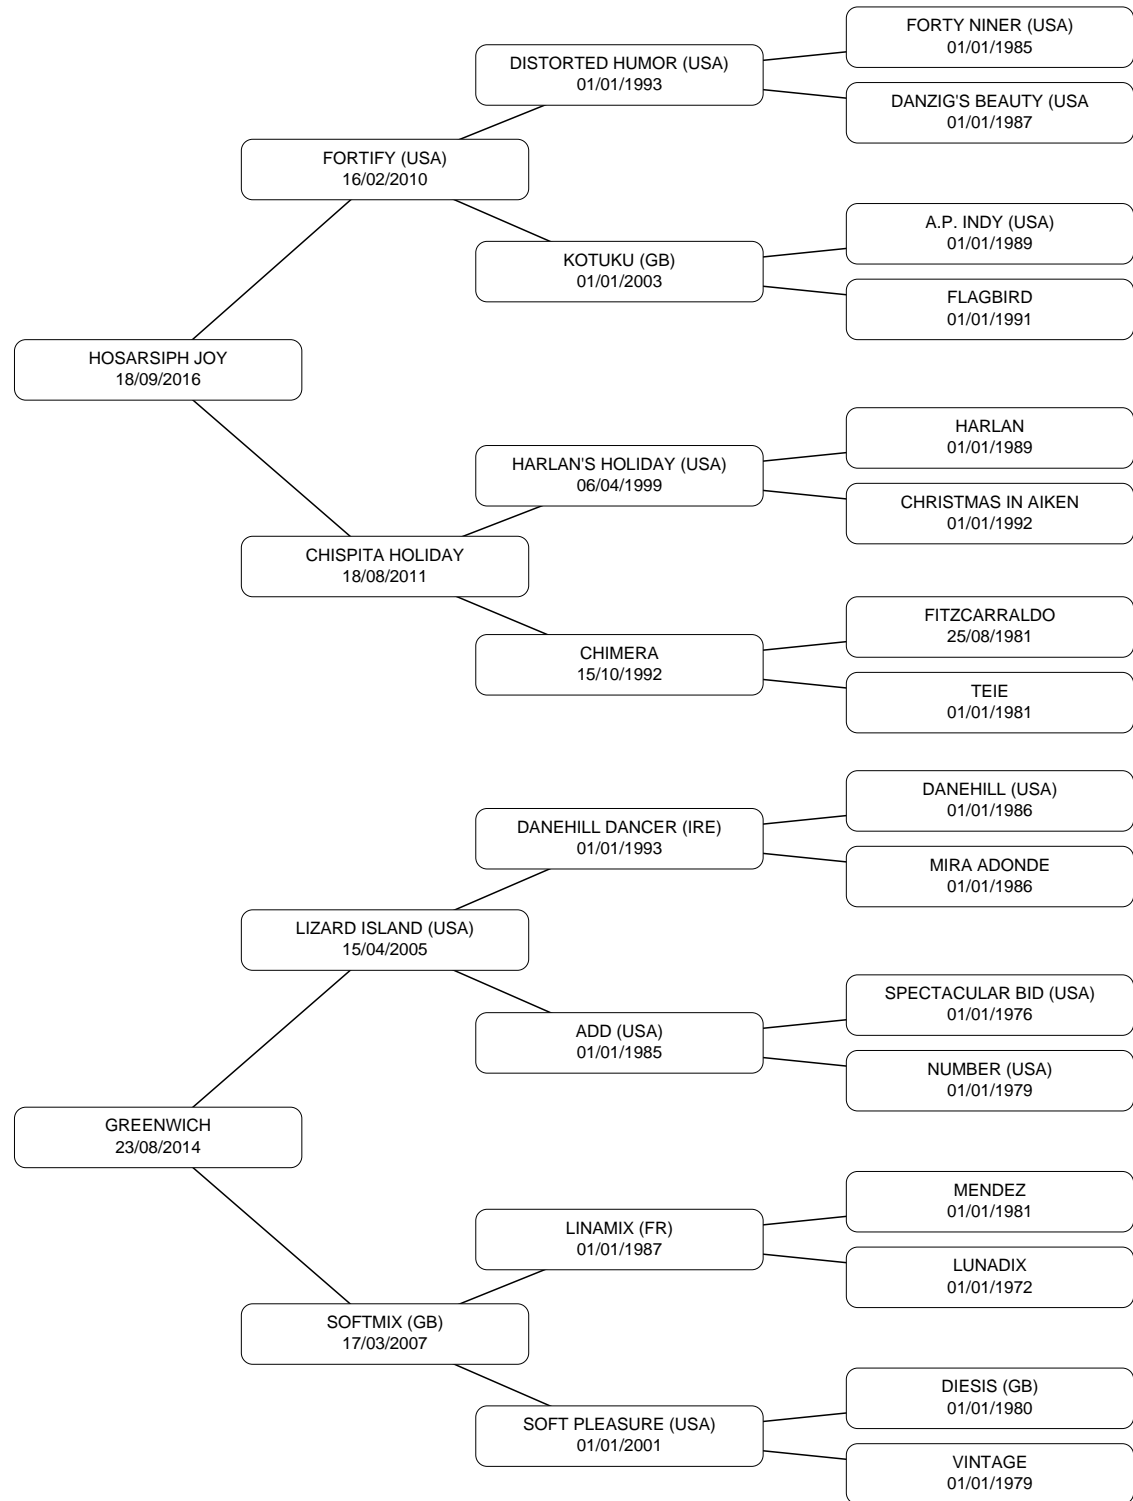 FORTY NINER (USA)
01/01/1985
DISTORTED HUMOR (USA)
01/01/1993
DANZIG'S BEAUTY (USA
01/01/1987
FORTIFY (USA)
16/02/2010
A.P. INDY (USA)
01/01/1989
KOTUKU (GB)
01/01/2003
FLAGBIRD
01/01/1991
HOSARSIPH JOY
18/09/2016
HARLAN
01/01/1989
HARLAN'S HOLIDAY (USA)
06/04/1999
CHRISTMAS IN AIKEN
01/01/1992
CHISPITA HOLIDAY
18/08/2011
FITZCARRALDO
25/08/1981
CHIMERA
15/10/1992
TEIE
01/01/1981
DANEHILL (USA)
01/01/1986
DANEHILL DANCER (IRE)
01/01/1993
MIRA ADONDE
01/01/1986
LIZARD ISLAND (USA)
15/04/2005
SPECTACULAR BID (USA)
01/01/1976
ADD (USA)
01/01/1985
NUMBER (USA)
01/01/1979
GREENWICH
23/08/2014
MENDEZ
01/01/1981
LINAMIX (FR)
01/01/1987
LUNADIX
01/01/1972
SOFTMIX (GB)
17/03/2007
DIESIS (GB)
01/01/1980
SOFT PLEASURE (USA)
01/01/2001
VINTAGE
01/01/1979